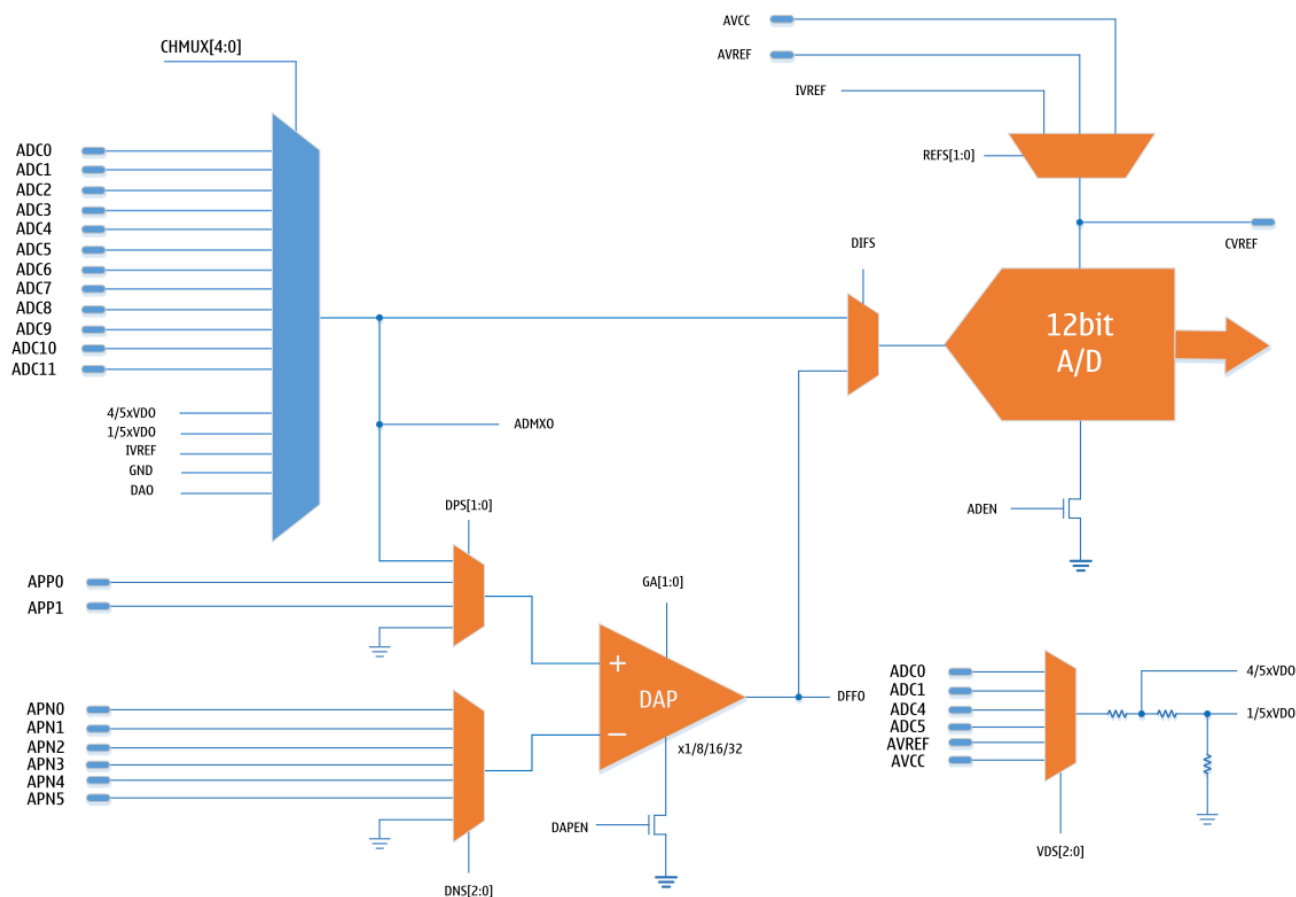 AVCC
CHMUX[4:0]
AVREF
IVREF
ADC0
ADC1
ADC2
ADC3
ADC4
ADC5
ADC6
ADC7
ADC8
ADC9
ADC10
ADC11
REFS[1:0]
CVREF
DIFS
12bit
A/D
4/5xVDO
1/5xVDO
IVREF
GND
DAO
ADMXO
DPS[1:0]
ADEN
APP0
APP1
GA[1:0]
+
DAP
−
DFFO
x1/8/16/32
APN0
APN1
APN2
APN3
APN4
APN5
DAPEN
DNS[2:0]
ADC0
ADC1
ADC4
ADC5
AVREF
AVCC
4/5xVDO
1/5xVDO
VDS[2:0]